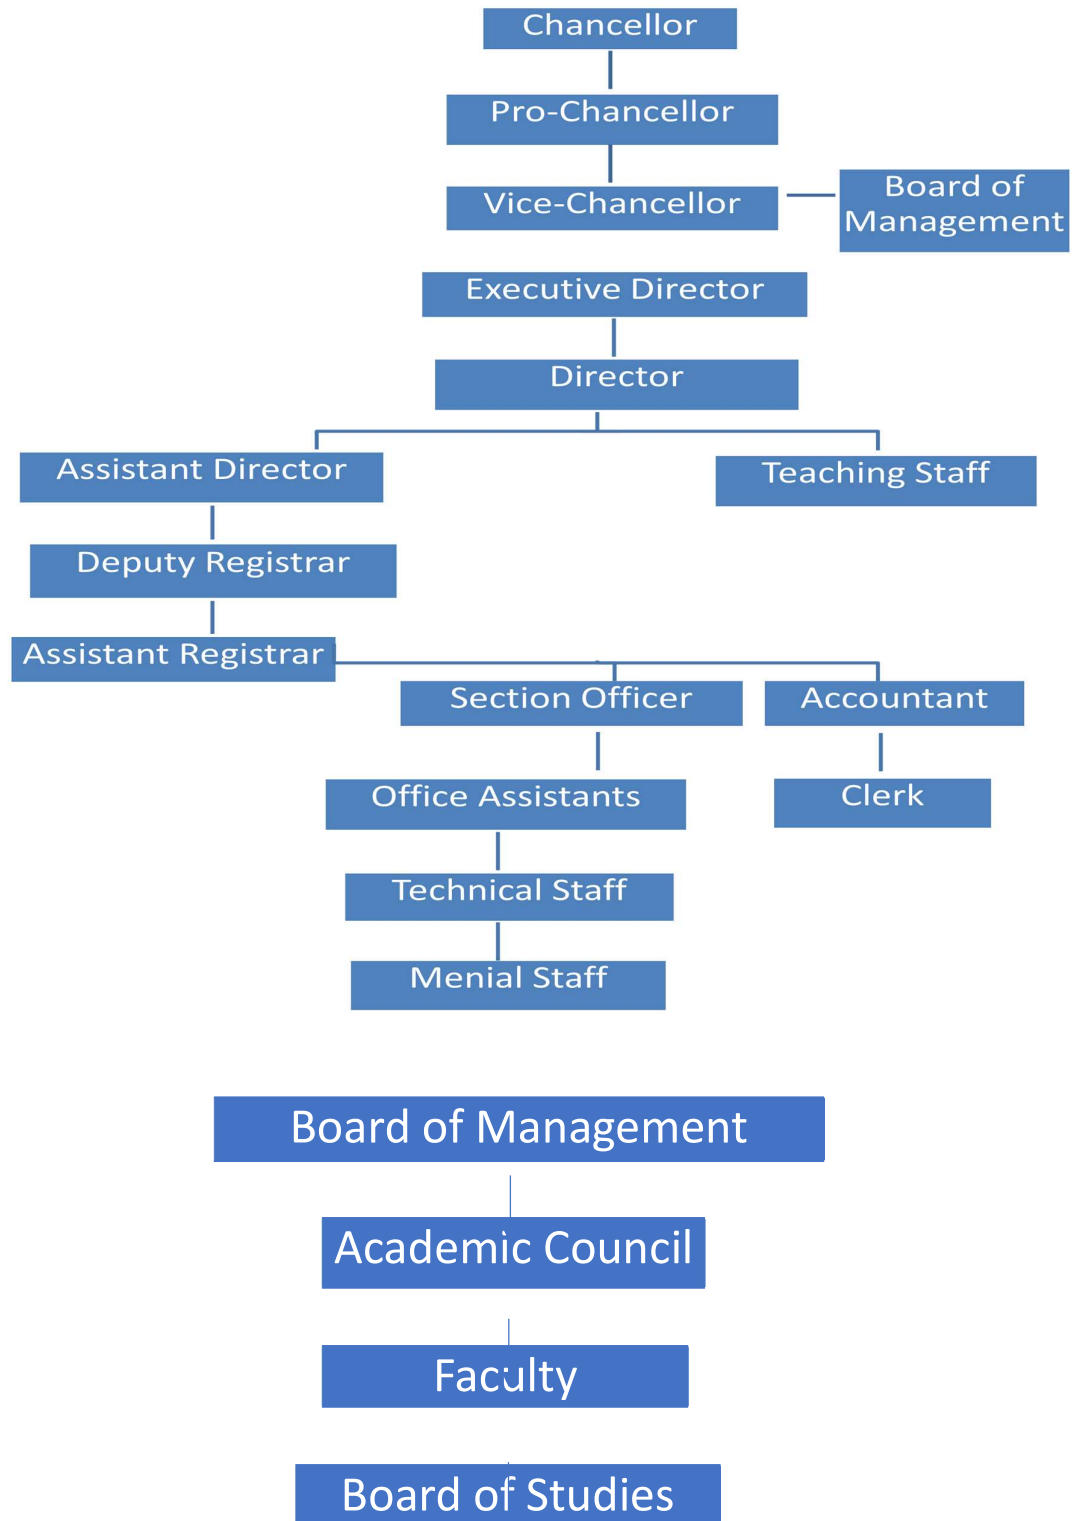 Chancellor
Pro-Chancellor
Vice-Chancellor
Board of
Management
Executive Director
Director
Assistant Director
Teaching Staff
Deputy Registrar
Assistant Registrar
Section Officer
Accountant
Office Assistants
Clerk
Technical Staff
Menial Staff
Board of Management
Academic Council
Faculty
Board of Studies